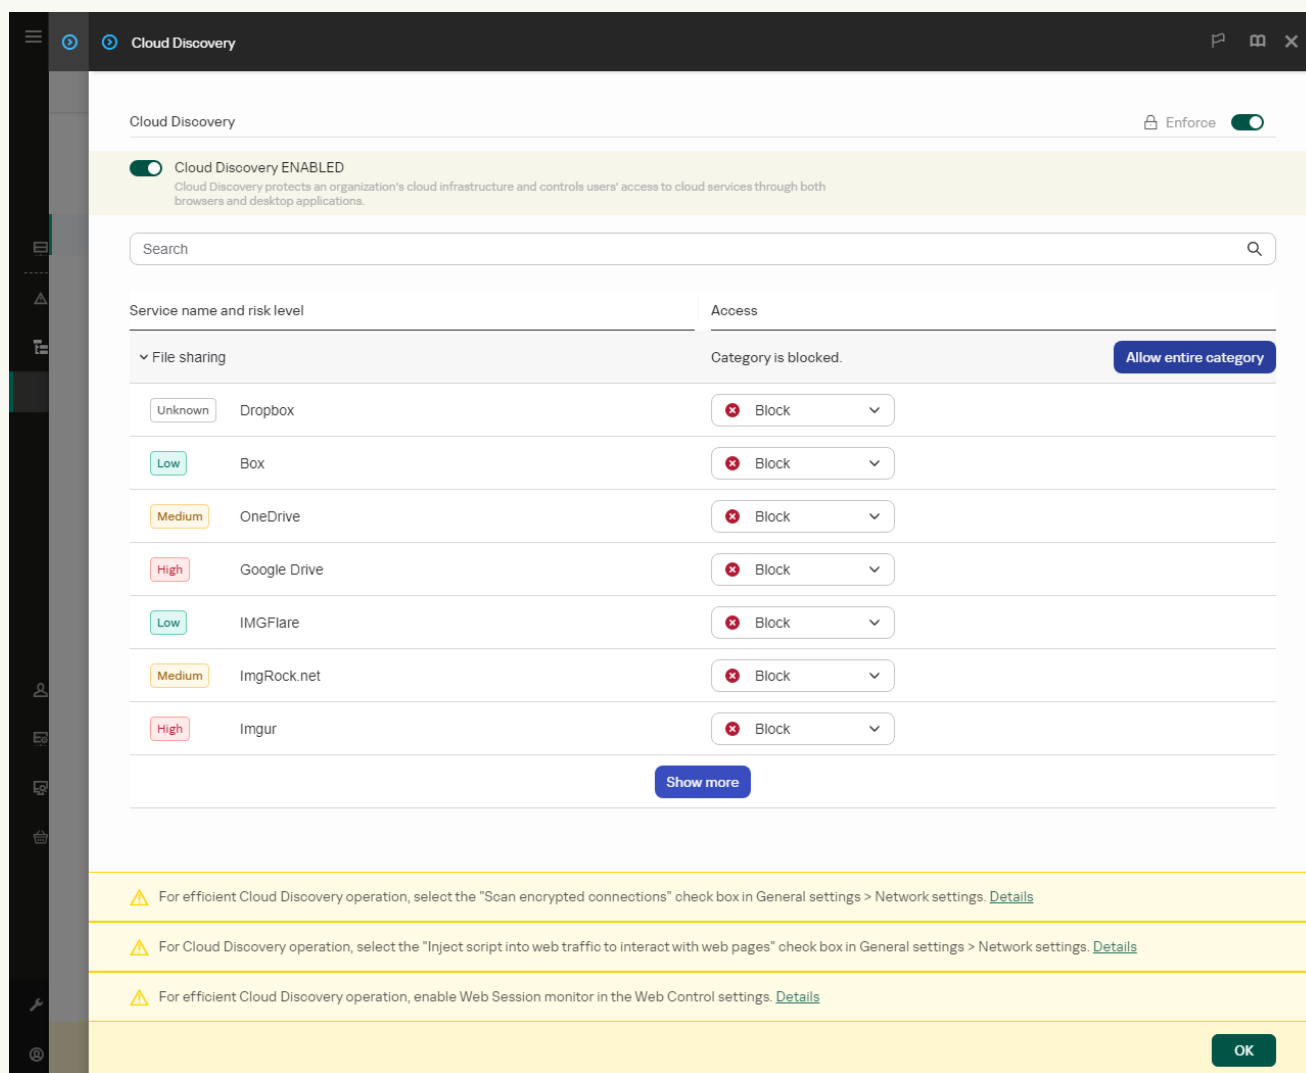 Cloud Discovery
Cloud Discovery
Enforce
Cloud Discovery ENABLED
Cloud Discovery protects an organization's cloud infrastructure and controls users' access to cloud services through both
browsers and desktop applications.
Search
Service name and risk level Access
File sharing Category is blocked. Allow entire category
Unknown Dropbox Block
Low Box Block
Medium OneDrive Block
High Google Drive Block
Low IMGFlare Block
Medium ImgRock.net Block
High Imgur Block
Show more
For efficient Cloud Discovery operation, select the "Scan encrypted connections" check box in General settings > Network settings. Details
For Cloud Discovery operation, select the "Inject script into web traffic to interact with web pages" check box in General settings > Network settings. Details
For efficient Cloud Discovery operation, enable Web Session monitor in the Web Control settings. Details
OK